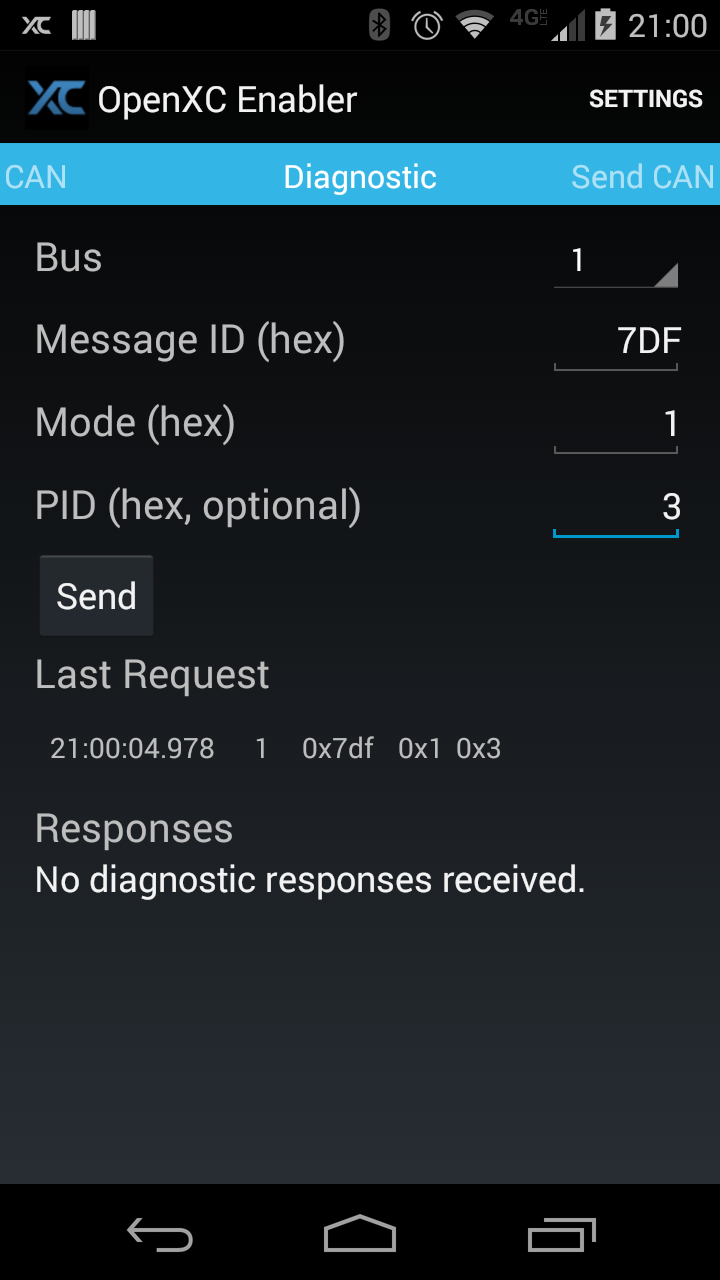 XC 4G LTE 21:00
XC OpenXC Enabler SETTINGS
CAN Diagnostic Send CAN
Bus 1
Message ID (hex) 7DF
Mode (hex) 1
PID (hex, optional) 3
Send
Last Request
21:00:04.978 1 0x7df 0x1 0x3
Responses
No diagnostic responses received.